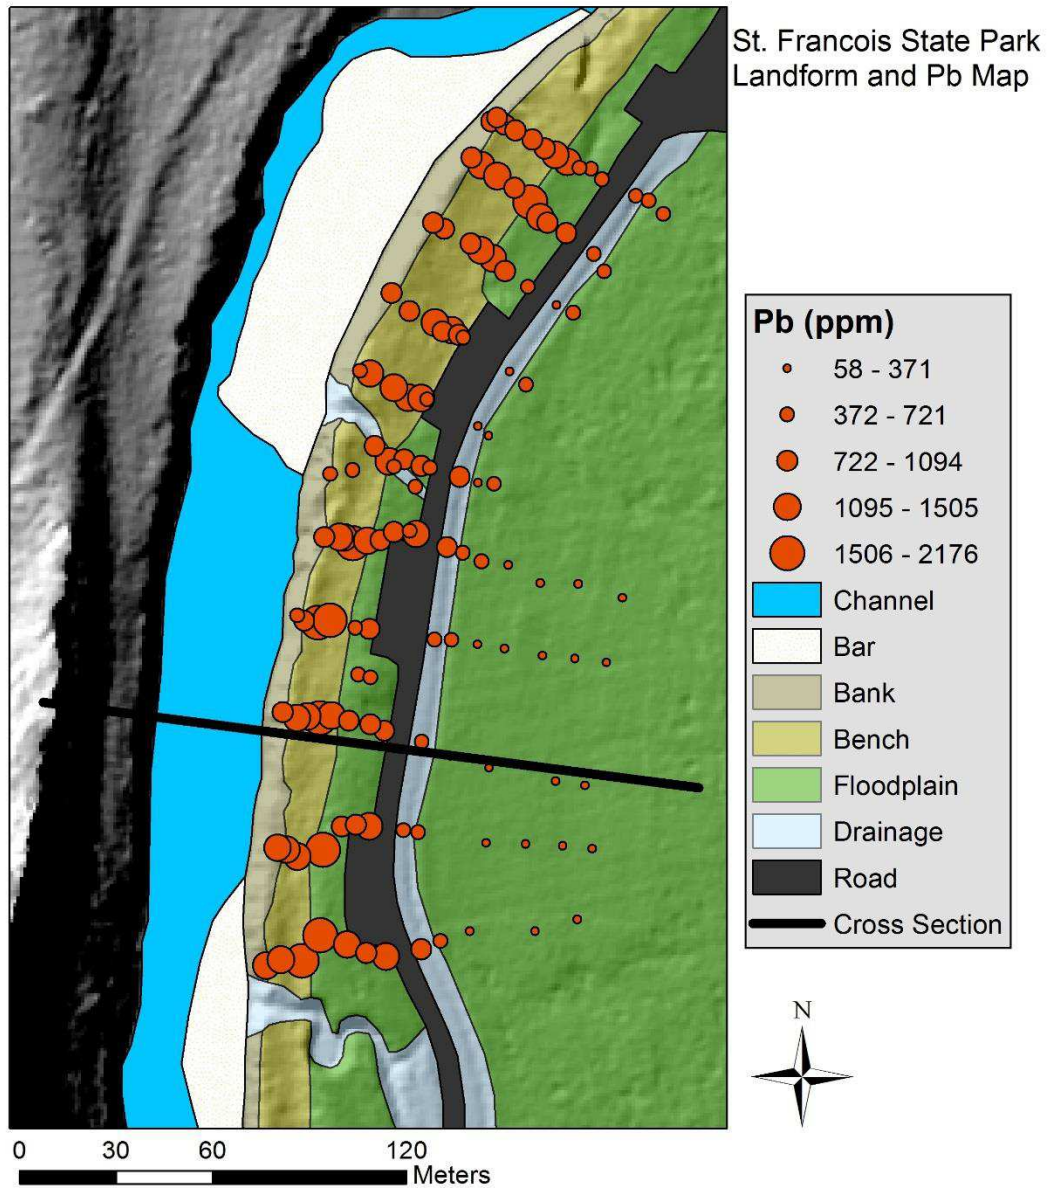 St. Francois State Park
Landform and Pb Map
Pb (ppm)
58 - 371
372 - 721
722 - 1094
1095 - 1505
1506 - 2176
Channel
Bar
Bank
Bench
Floodplain
Drainage
Road
Cross Section
N
0 30 60 120
Meters